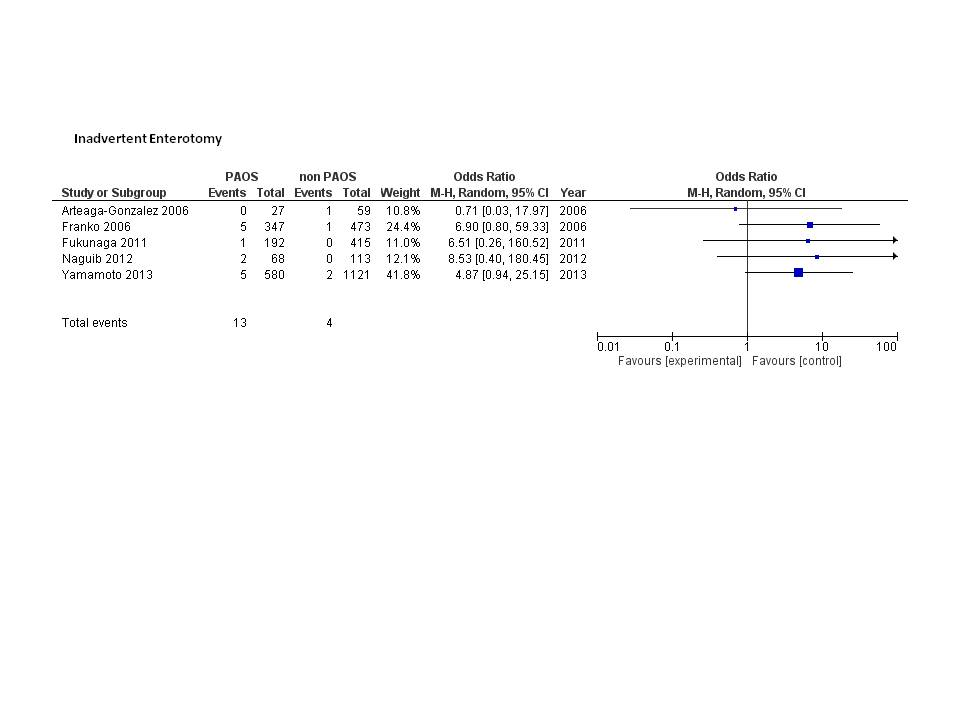 Inadvertent Enterotomy
PAOS non PAOS Odds Ratio Odds Ratio
Study or Subgroup Events Total Events Total Weight M-H, Random, 95% CI Year M-H, Random, 95% CI
Arteaga-Gonzalez 2006 0 27 1 59 10.8% 0.71 [0.03, 17.97] 2006
Franko 2006 5 347 1 473 24.4% 6.90 [0.80, 59.33] 2006
Fukunaga 2011 1 192 0 415 11.0% 6.51 [0.26, 160.52] 2011
Naguib 2012 2 68 0 113 12.1% 8.53 [0.40, 180.45] 2012
Yamamoto 2013 5 580 2 1121 41.8% 4.87 [0.94, 25.15] 2013
Total events 13 4
0.01 0.1 1 10 100
Favours [experimental] Favours [control]